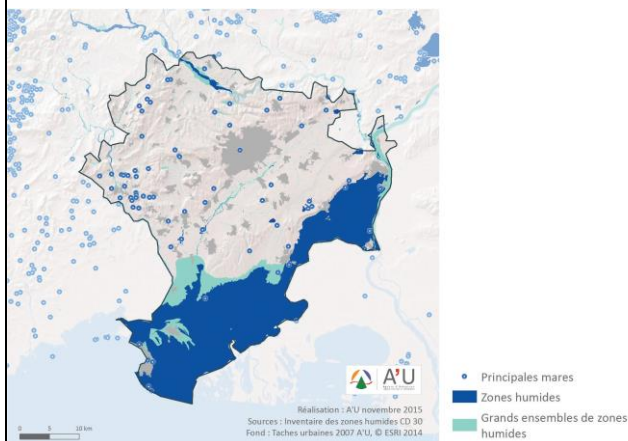 A'U
Réalisation : A'U novembre 2015
Sources : Inventaire des zones humides CD 30
Fond : Taches urbaines 2007 A'U, © ESRI 2014
0 5 10 km
Principales mares
Zones humides
Grands ensembles de zones
humides